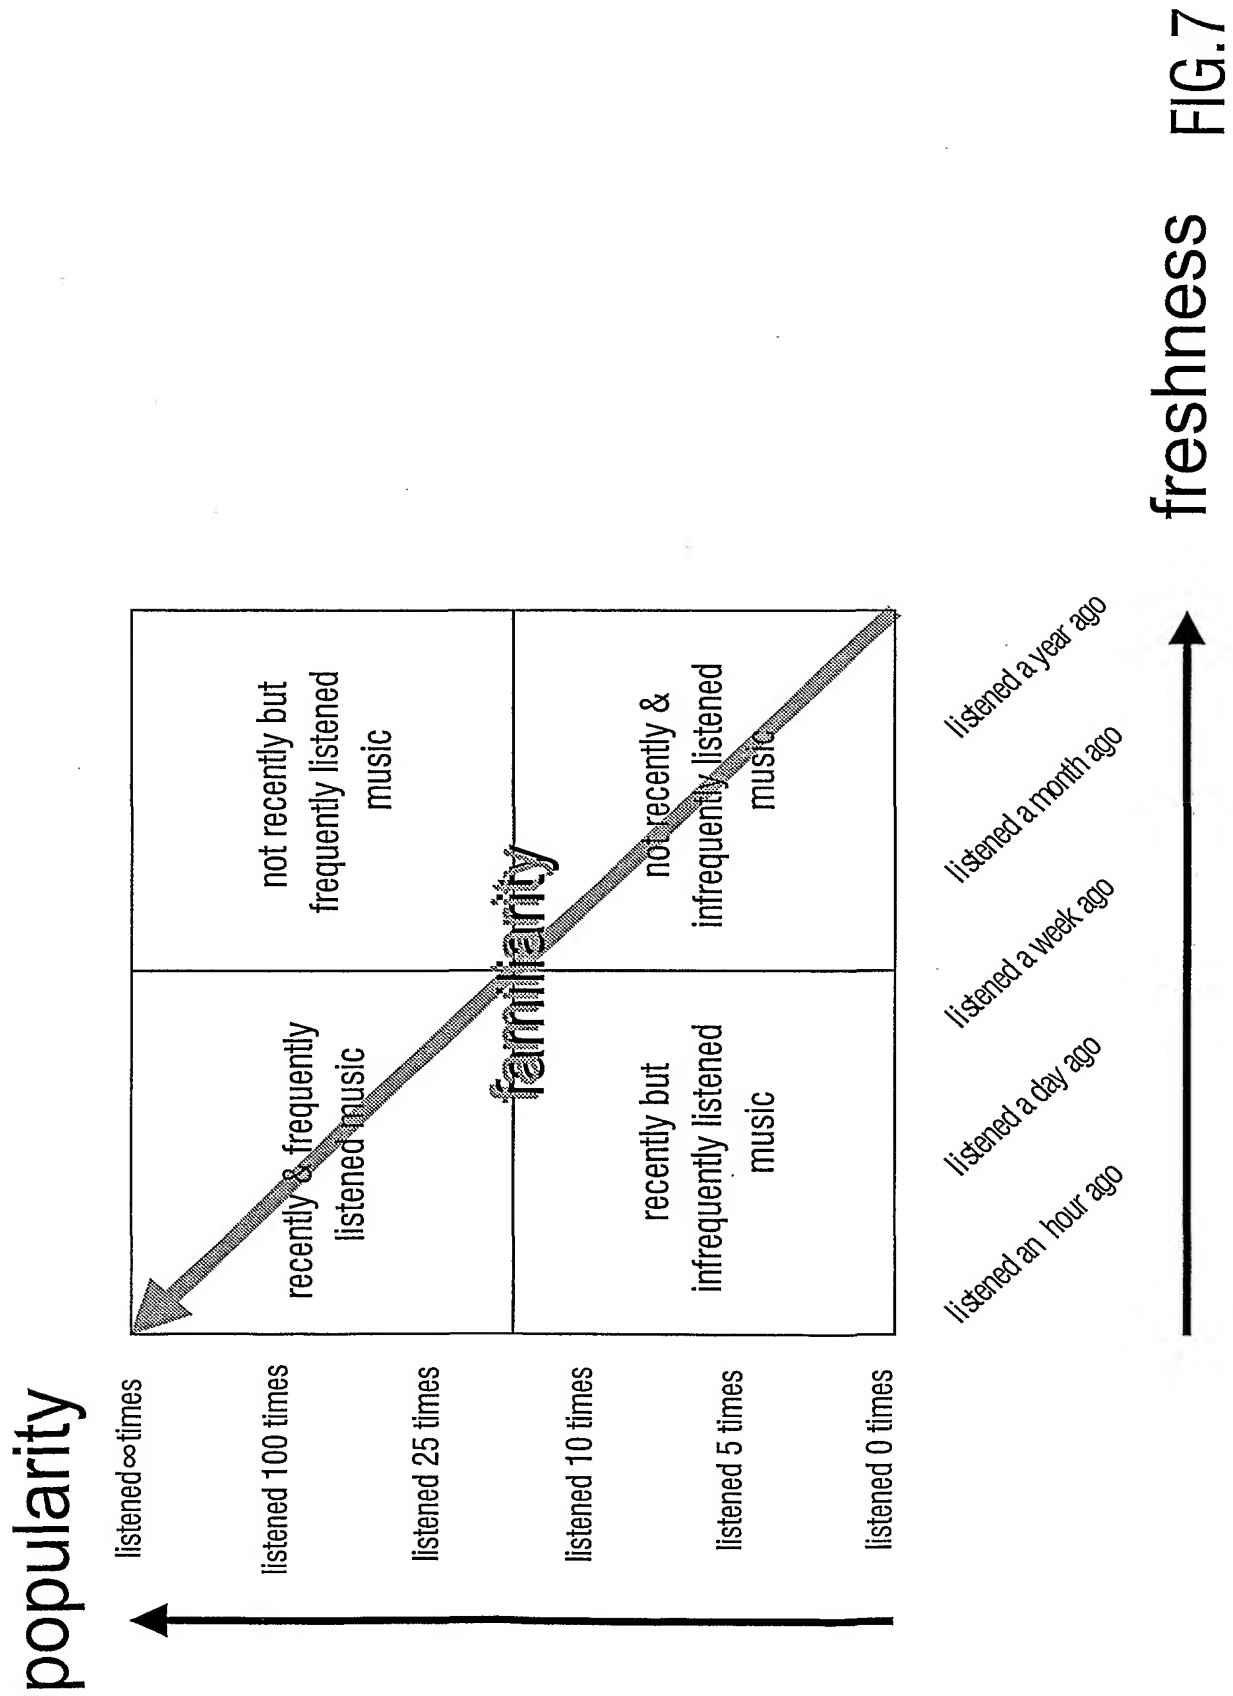 popularity
listened∞times
listened 100 times
listened 25 times
listened 10 times
listened 5 times
listened 0 times
recently & frequently
listened music
not recently but
frequently listened
music
familiarity
recently but
infrequently listened
music
not recently &
infrequently listened
music
listened an hour ago
listened a day ago
listened a week ago
listened a month ago
listened a year ago
freshness
FIG.7